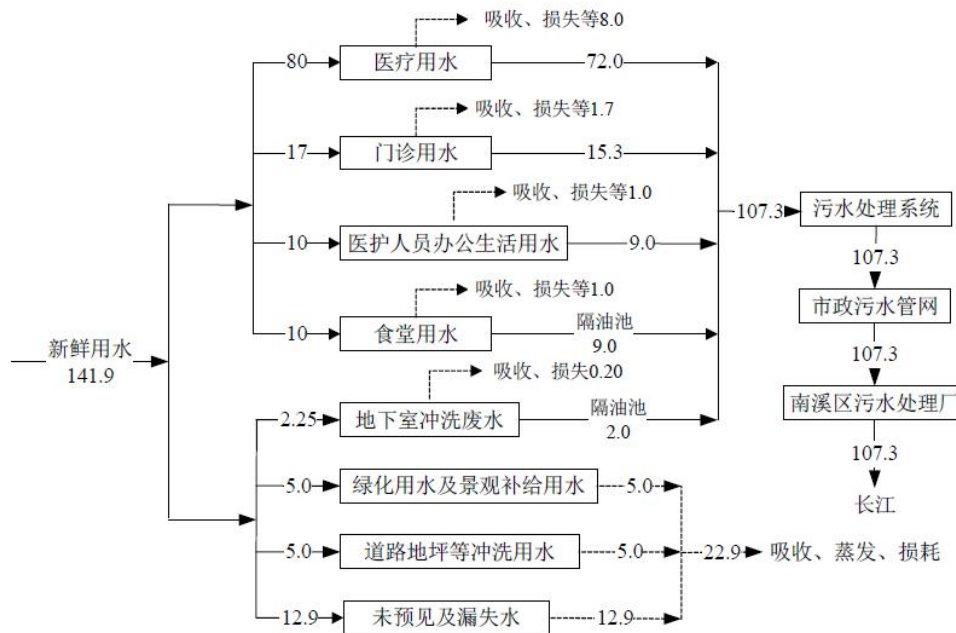 吸收、损失等8.0
80
医疗用水
72.0
吸收、损失等1.7
17
门诊用水
15.3
吸收、损失等1.0
10
医护人员办公生活用水
9.0
107.3
污水处理系统
107.3
吸收、损失等1.0
市政污水管网
10
食堂用水
隔油池
9.0
107.3
新鲜用水
141.9
吸收、损失0.20
南溪区污水处理厂
2.25
地下室冲洗废水
隔油池
2.0
107.3
5.0
绿化用水及景观补给用水
5.0
长江
5.0
道路地坪等冲洗用水
5.0
22.9
吸收、蒸发、损耗
12.9
未预见及漏失水
12.9